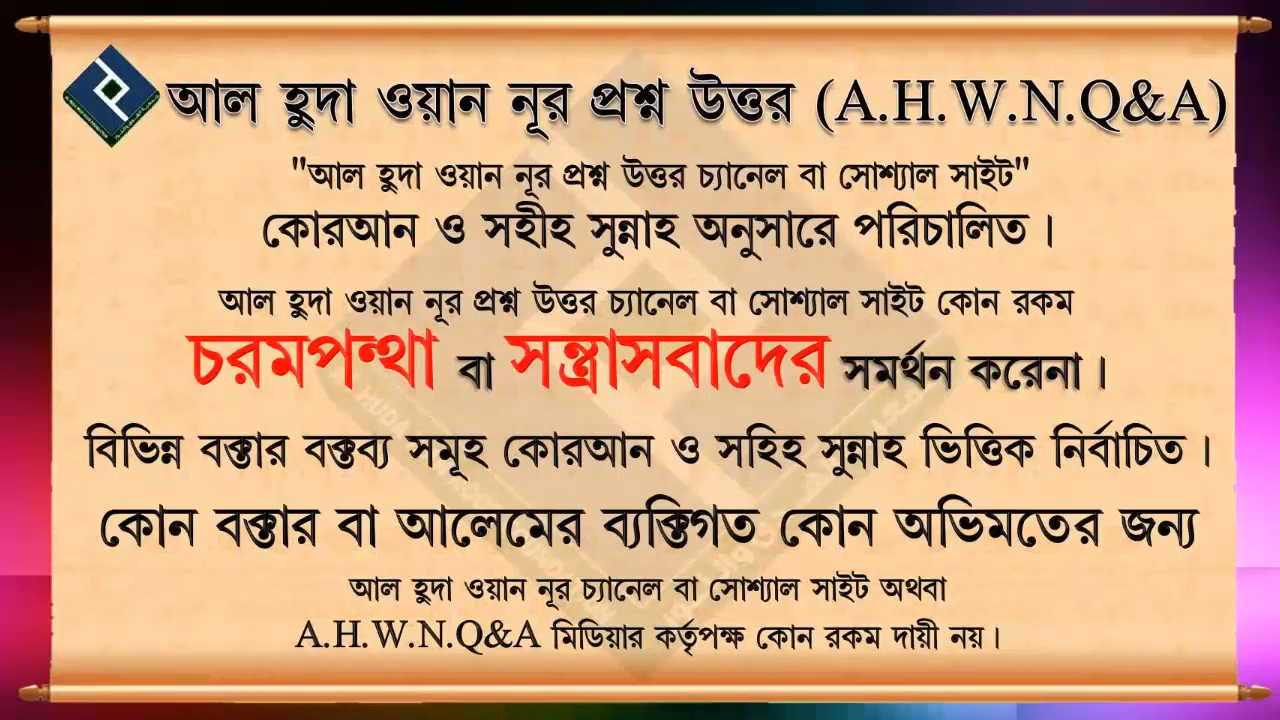 আল হুদা ওয়ান নূর প্রশ্ন উত্তর (A.H.W.N.Q&A)
"আল হুদা ওয়ান নূর প্রশ্ন উত্তর চ্যানেল বা সোশ্যাল সাইট"
কোরআন ও সহীহ সুন্নাহ অনুসারে পরিচালিত।
আল হুদা ওয়ান নূর প্রশ্ন উত্তর চ্যানেল বা সোশ্যাল সাইট কোন রকম
চরমপন্থা বা সন্ত্রাসবাদের সমর্থন করেনা।
বিভিন্ন বক্তার বক্তব্য সমূহ কোরআন ও সহিহ সুন্নাহ ভিত্তিক নির্বাচিত।
কোন বক্তার বা আলেমের ব্যক্তিগত কোন অভিমতের জন্য
আল হুদা ওয়ান নূর চ্যানেল বা সোশ্যাল সাইট অথবা
A.H.W.N.Q&A মিডিয়ার কর্তৃপক্ষ কোন রকম দায়ী নয়।